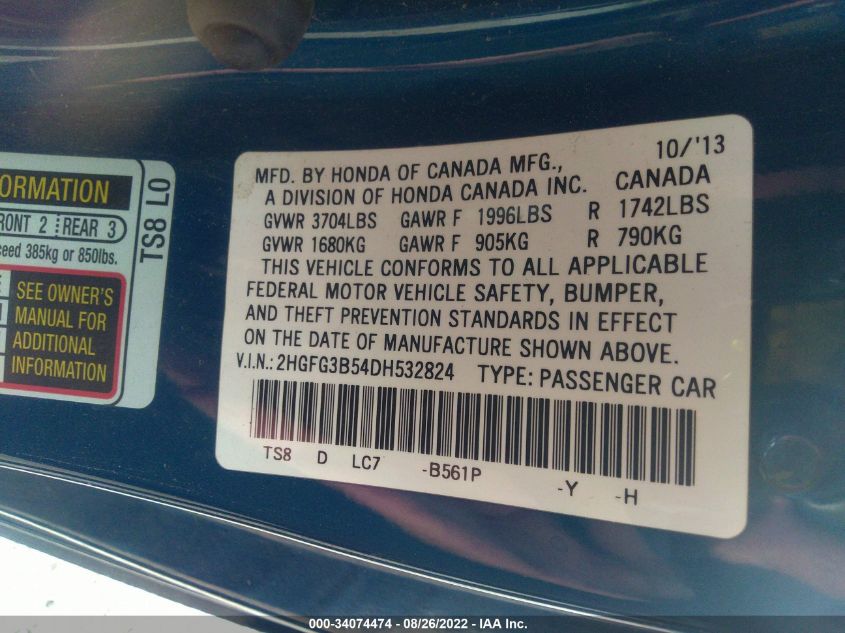 ORMATION
RONT 2 REAR 3
ceed 385kg or 850lbs.
SEE OWNER'S
MANUAL FOR
ADDITIONAL
INFORMATION
TS8 L0
10/'13
MFD. BY HONDA OF CANADA MFG.,
A DIVISION OF HONDA CANADA INC. CANADA
GVWR 3704LBS GAWR F 1996LBS R 1742LBS
GVWR 1680KG GAWR F 905KG R 790KG
THIS VEHICLE CONFORMS TO ALL APPLICABLE
FEDERAL MOTOR VEHICLE SAFETY, BUMPER,
AND THEFT PREVENTION STANDARDS IN EFFECT
ON THE DATE OF MANUFACTURE SHOWN ABOVE.
V.I.N.: 2HGFG3B54DH532824 TYPE: PASSENGER CAR
TS8 D LC7 -B561P -Y -H
000-34074474 - 08/26/2022 - IAA Inc.